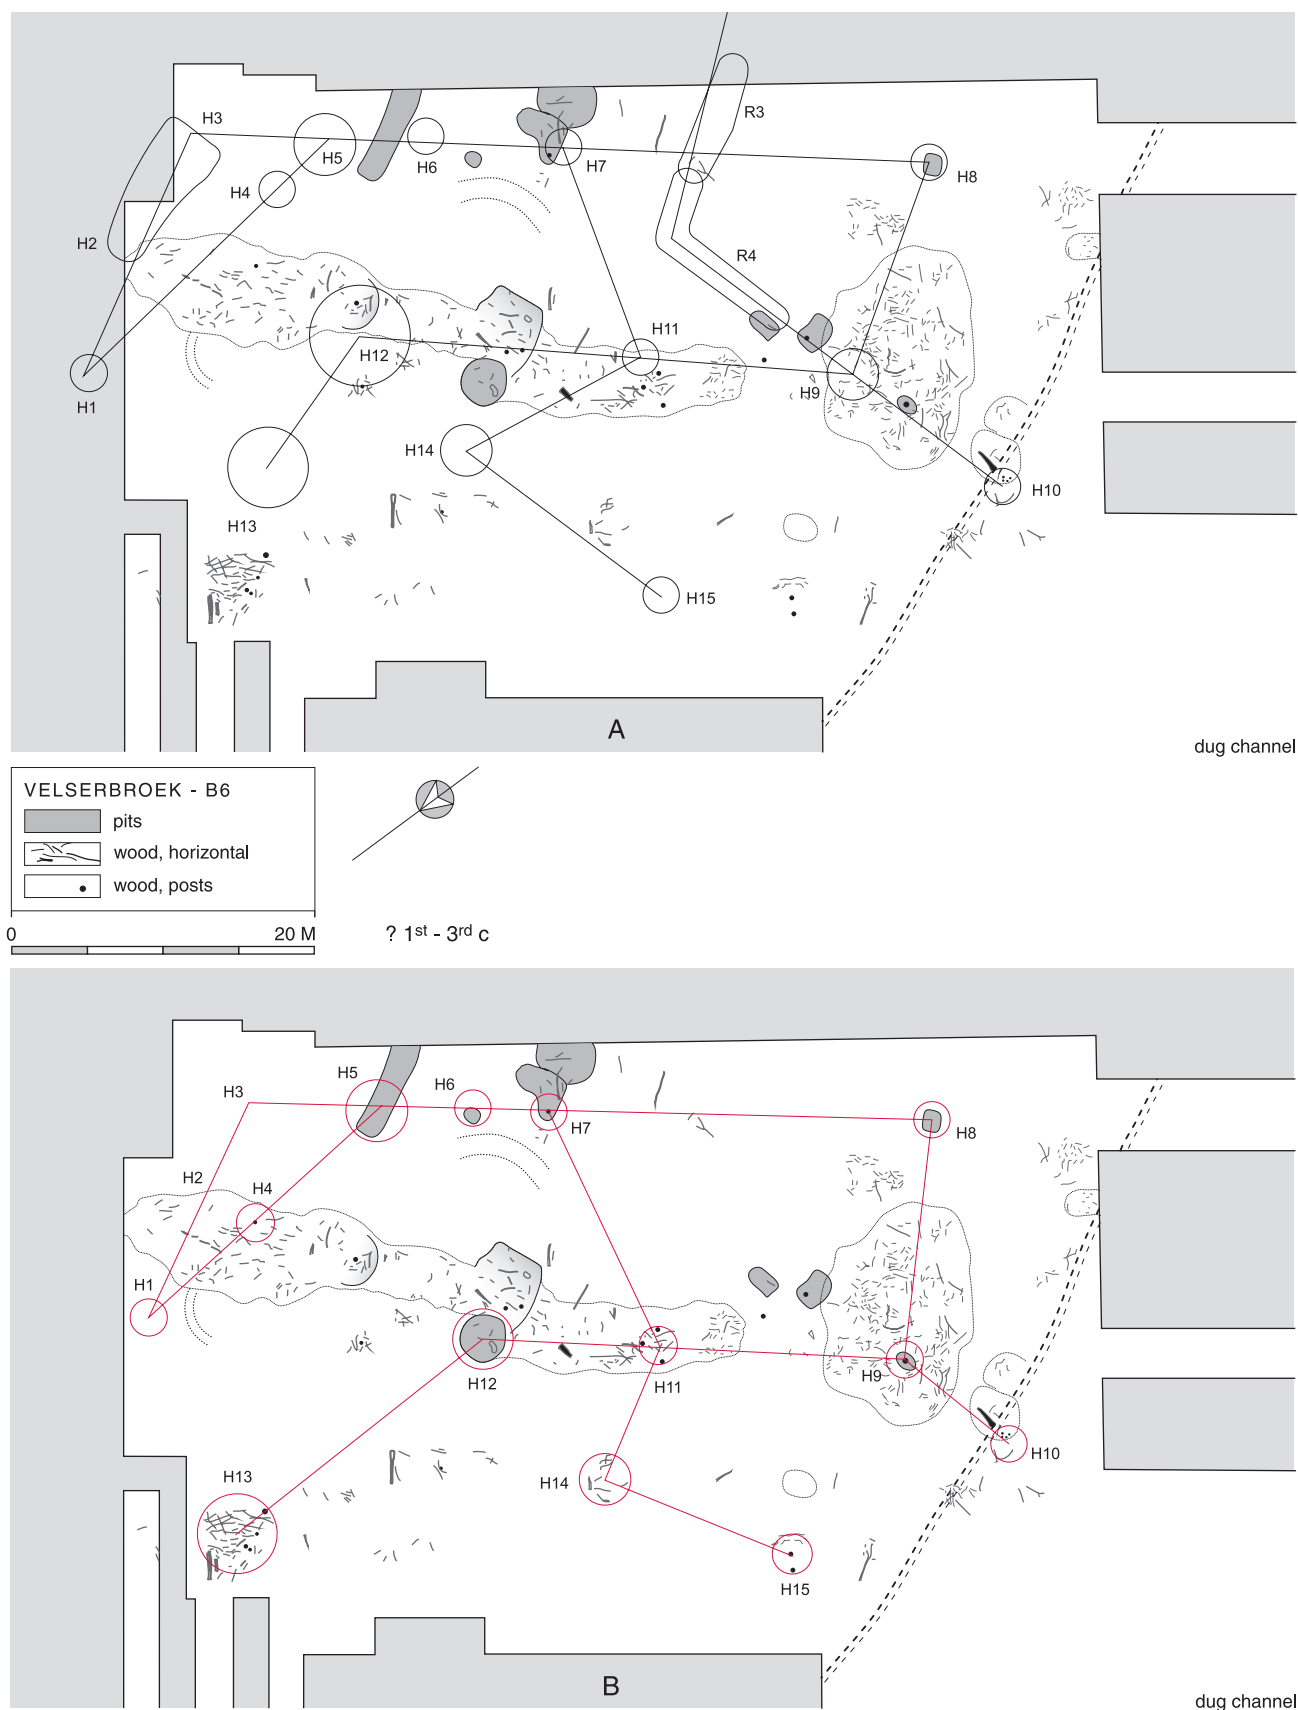 H3
H5
H4
H6
H7
R3
H8
H2
R4
H1
H12
H11
H9
H14
H10
H13
H15
A
dug channel
VELSERBROEK - B6
pits
wood, horizontal
wood, posts
0 20 M
? 1st - 3rd c
H5
H3
H6
H7
H8
H2
H4
H1
H12
H11
H9
H10
H13
H14
H15
B
dug channel